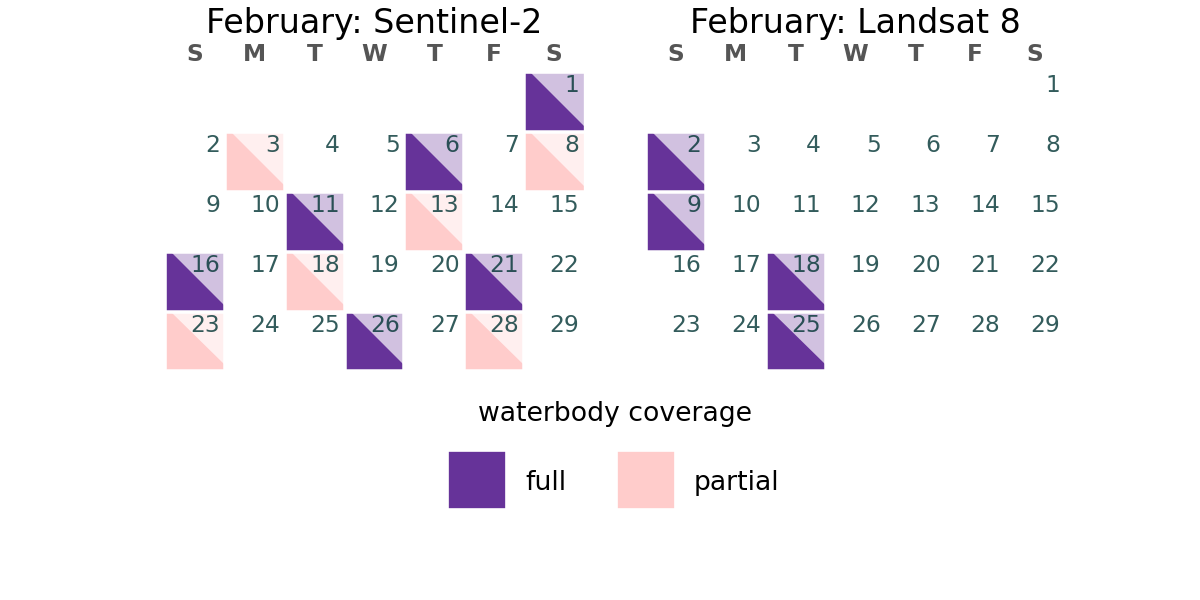 February: Sentinel-2
S M T W T F S
1
2 3 4 5 6 7 8
9 10 11 12 13 14 15
16 17 18 19 20 21 22
23 24 25 26 27 28 29
February: Landsat 8
S M T W T F S
1
2 3 4 5 6 7 8
9 10 11 12 13 14 15
16 17 18 19 20 21 22
23 24 25 26 27 28 29
waterbody coverage
full
partial